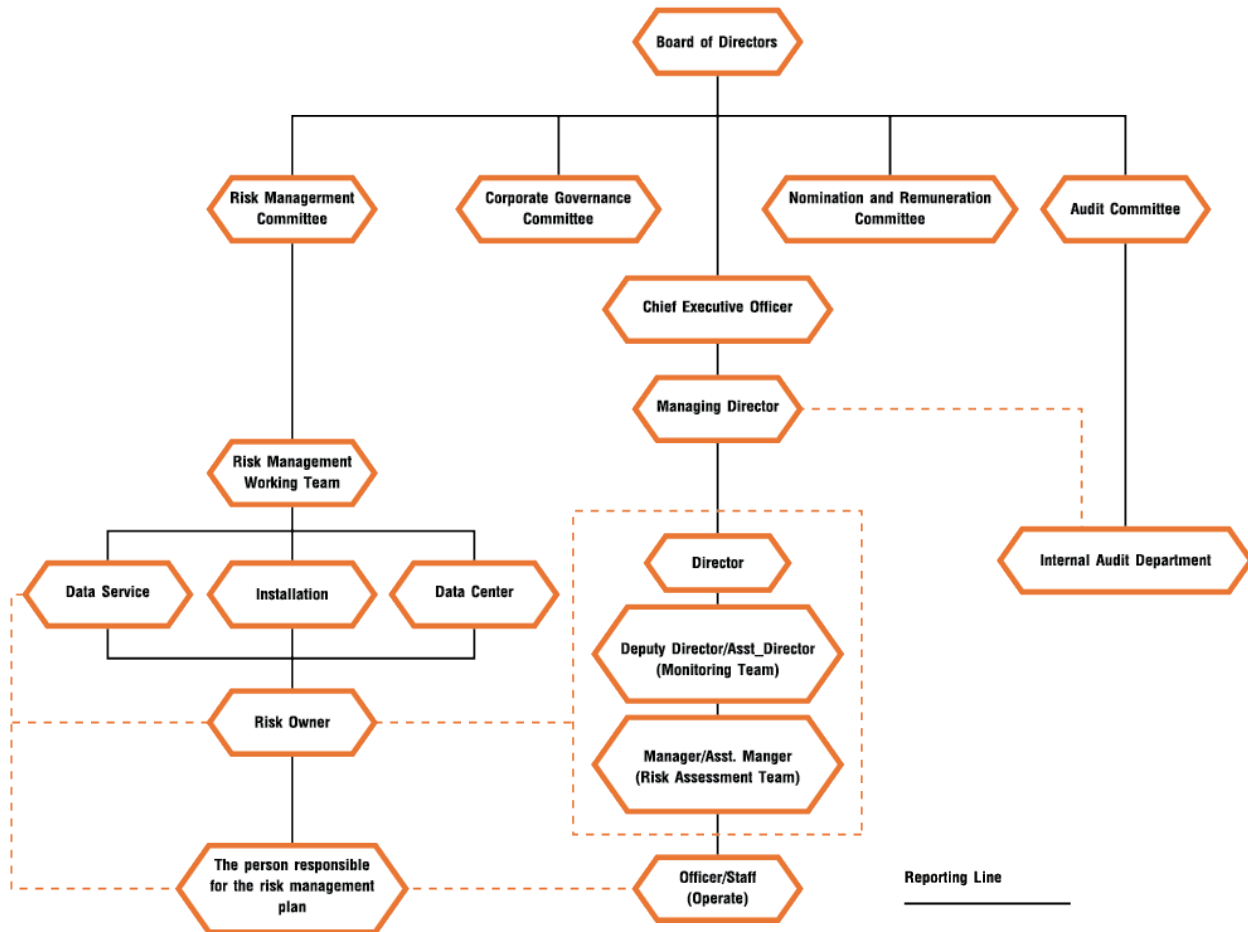 Board of Directors
Risk Managerment
Committee
Corporate Governance
Committee
Nomination and Remuneration
Committee
Audit Committee
Chief Executive Officer
Managing Director
Risk Management
Working Team
Data Service
Installation
Data Center
Director
Internal Audit Department
Deputy Director/Asst_Director
(Monitoring Team)
Risk Owner
Manager/Asst. Manger
(Risk Assessment Team)
The person responsible
for the risk management
plan
Officer/Staff
(Operate)
Reporting Line